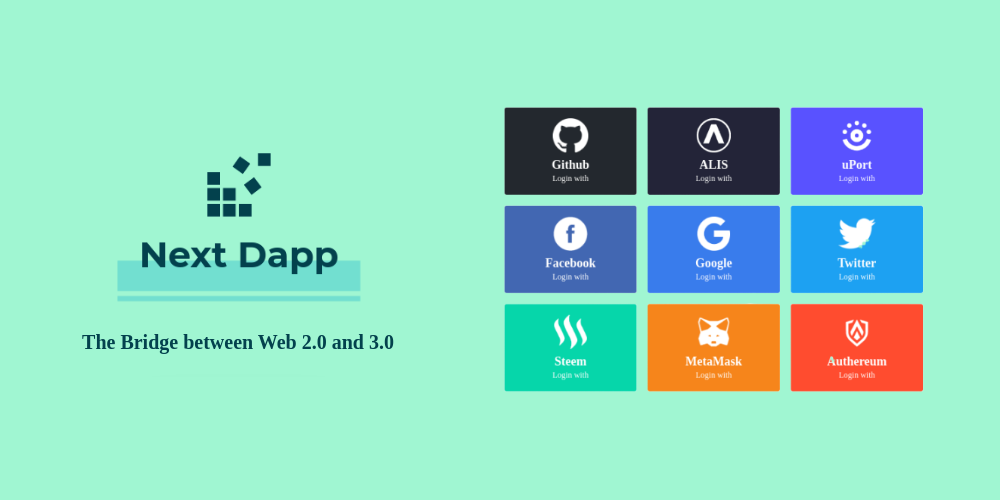 Next Dapp
The Bridge between Web 2.0 and 3.0
Github
Login with
ALIS
Login with
uPort
Login with
Facebook
Login with
Google
Login with
Twitter
Login with
Steem
Login with
MetaMask
Login with
Authereum
Login with